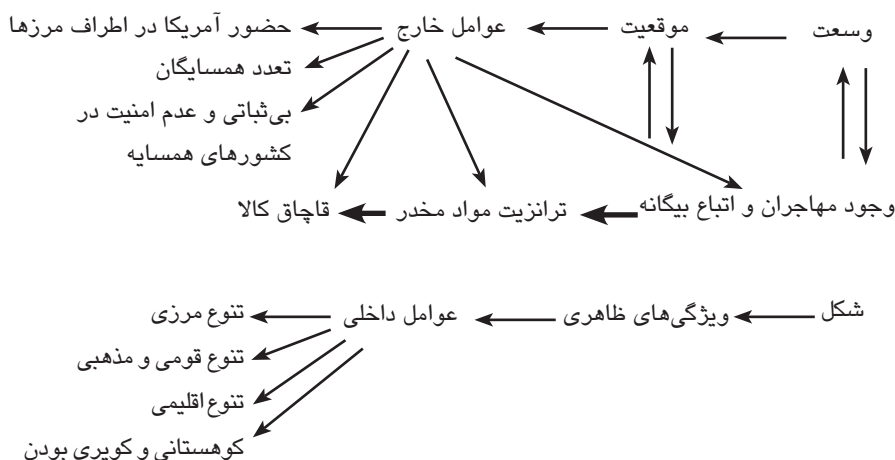 وسعت
موقعیت
عوامل خارج
حضور آمریکا در اطراف مرزها
تعدد همسایگان
بی‌ثباتی و عدم امنیت در
کشورهای همسایه
وجود مهاجران و اتباع بیگانه
ترانزیت مواد مخدر
قاچاق کالا
شکل
ویژگی‌های ظاهری
عوامل داخلی
تنوع مرزی
تنوع قومی و مذهبی
تنوع اقلیمی
کوهستانی و کویری بودن